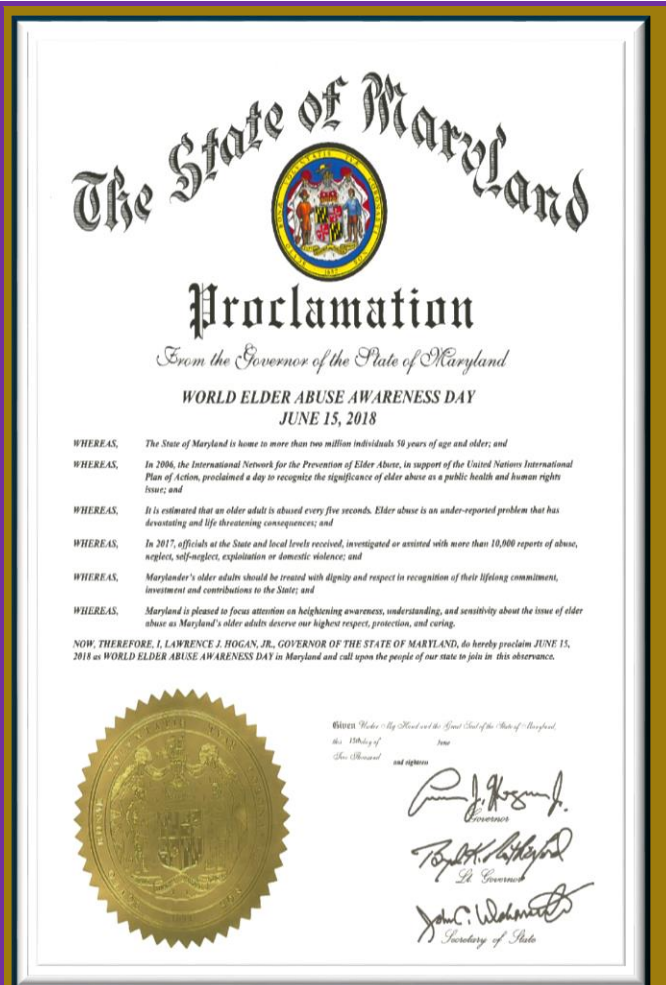 The State of Maryland
Proclamation
From the Governor of the State of Maryland
WORLD ELDER ABUSE AWARENESS DAY
JUNE 15, 2018
WHEREAS, The State of Maryland is home to more than two million individuals 50 years of age and older; and
WHEREAS, In 2006, the International Network for the Prevention of Elder Abuse, in support of the United Nations International
Plan of Action, proclaimed a day to recognize the significance of elder abuse as a public health and human rights
issue; and
WHEREAS, It is estimated that an older adult is abused every five seconds. Elder abuse is an under-reported problem that has
devastating and life threatening consequences; and
WHEREAS, In 2017, officials at the State and local levels received, investigated or assisted with more than 10,000 reports of abuse,
neglect, self-neglect, exploitation or domestic violence; and
WHEREAS, Marylander's older adults should be treated with dignity and respect in recognition of their lifelong commitment,
investment and contributions to the State; and
WHEREAS, Maryland is pleased to focus attention on heightening awareness, understanding, and sensitivity about the issue of elder
abuse as Maryland's older adults deserve our highest respect, protection, and caring.
NOW, THEREFORE, I, LAWRENCE J. HOGAN, JR., GOVERNOR OF THE STATE OF MARYLAND, do hereby proclaim JUNE 15,
2018 as WORLD ELDER ABUSE AWARENESS DAY in Maryland and call upon the people of our state to join in this observance.
Given Under My Hand and the Great Seal of the State of Maryland,
this 15th day of June
Two Thousand and eighteen
Governor
Lt. Governor
Secretary of State